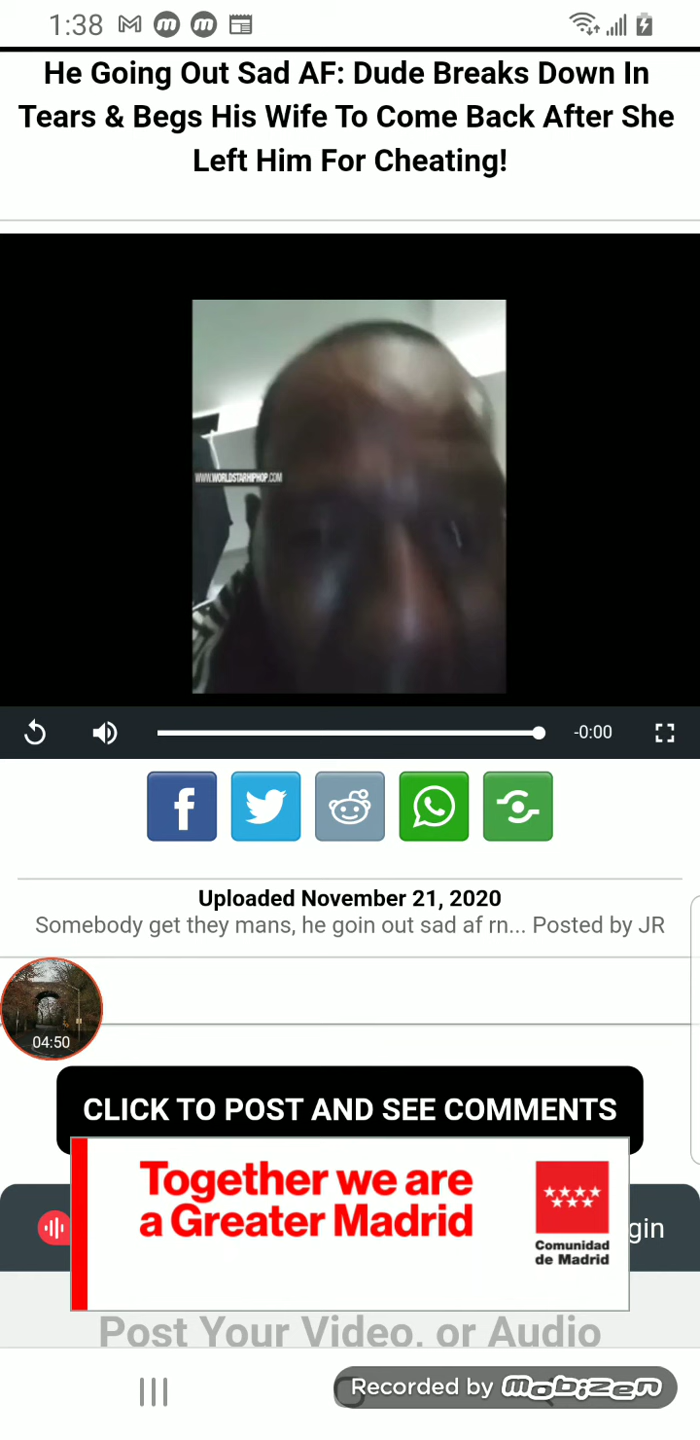 1:38
He Going Out Sad AF: Dude Breaks Down In
Tears & Begs His Wife To Come Back After She
Left Him For Cheating!
WWW.WORLDSTARHIPHOP.COM
-0:00
Uploaded November 21, 2020
Somebody get they mans, he goin out sad af rn... Posted by JR
04:50
CLICK TO POST AND SEE COMMENTS
Together we are
a Greater Madrid
Comunidad
de Madrid
gin
Post Your Video, or Audio
Recorded by mobizen